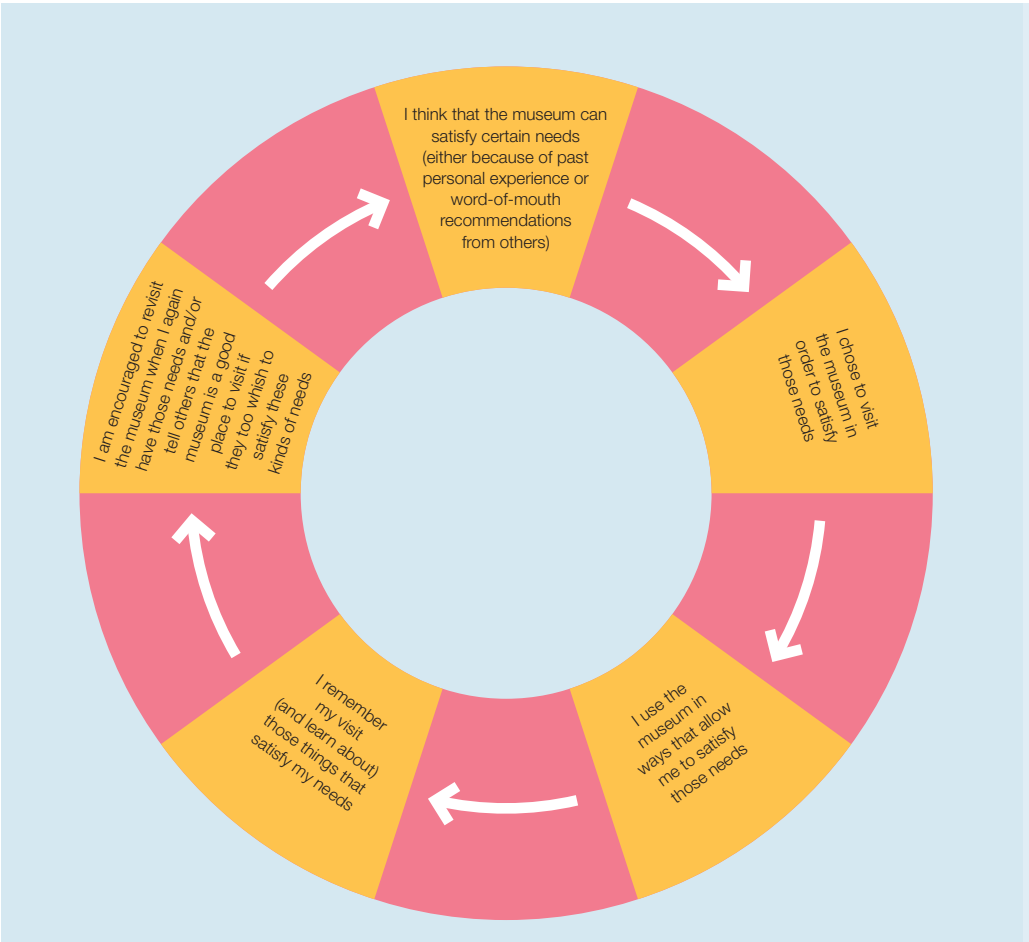 I think that the museum can
satisfy certain needs
(either because of past
personal experience or
word-of-mouth
recommendations
from others)
I chose to visit
the museum in
order to satisfy
those needs
I use the
museum in
ways that allow
me to satisfy
those needs
I remember
my visit
(and learn about)
those things that
satisfy my needs
I am encouraged to revisit
the museum when I again
have those needs and/or
tell others that the
museum is a good
place to visit if
they too whish to
satisfy these
kinds of needs